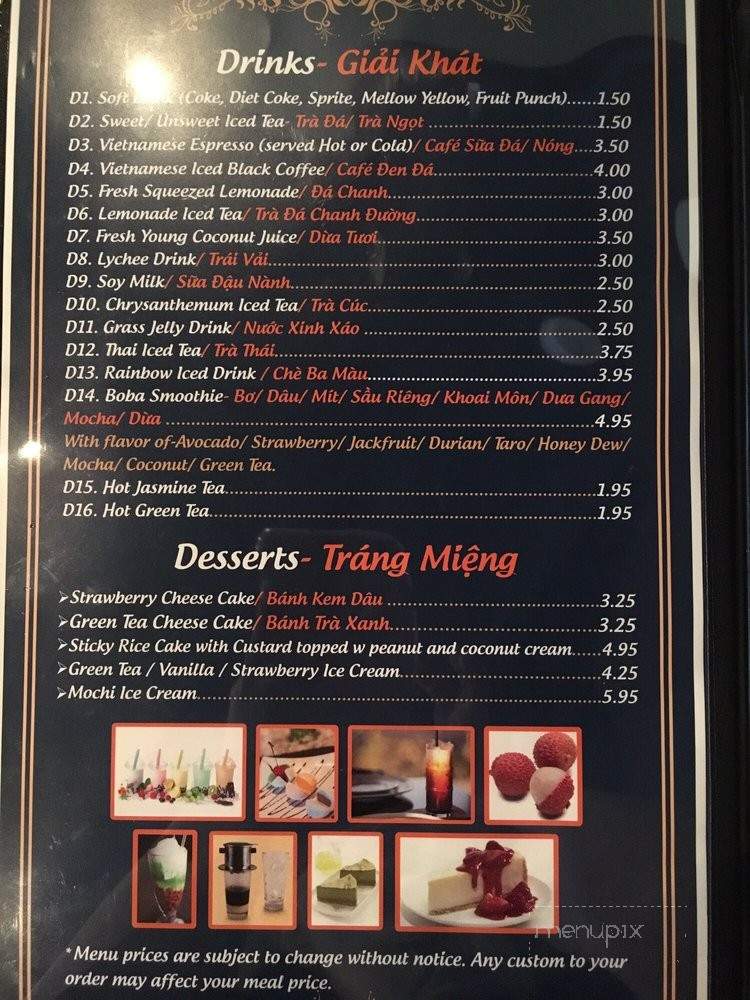 Drinks- Giải Khát
D1. Soft (Coke, Diet Coke, Sprite, Mellow Yellow, Fruit Punch)......1.50
D2. Sweet/ Unsweet Iced Tea- Trà Đá/ Trà Ngọt ..........................1.50
D3. Vietnamese Espresso (served Hot or Cold)/ Café Sữa Đá/ Nóng....3.50
D4. Vietnamese Iced Black Coffee/ Café Đen Đá.........................4.00
D5. Fresh Squeezed Lemonade/ Đá Chanh.................................3.00
D6. Lemonade Iced Tea/ Trà Đá Chanh Đường............................3.00
D7. Fresh Young Coconut Juice/ Dừa Tươi.................................3.50
D8. Lychee Drink/ Trái Vải...................................................3.00
D9. Soy Milk/ Sữa Đậu Nành................................................2.50
D10. Chrysanthemum Iced Tea/ Trà Cúc...................................2.50
D11. Grass Jelly Drink/ Nước Xinh Xáo ...................................2.50
D12. Thai Iced Tea/ Trà Thái................................................3.75
D13. Rainbow Iced Drink / Chè Ba Màu...................................3.95
D14. Boba Smoothie- Bơ/ Dâu/ Mít/ Sầu Riêng/ Khoai Môn/ Dưa Gang/
Mocha/ Dừa ................................................................4.95
With flavor of-Avocado/ Strawberry/ Jackfruit/ Durian/ Taro/ Honey Dew/
Mocha/ Coconut/ Green Tea.
D15. Hot Jasmine Tea.........................................................1.95
D16. Hot Green Tea...........................................................1.95
Desserts- Tráng Miệng
➢Strawberry Cheese Cake/ Bánh Kem Dâu ................................3.25
➢Green Tea Cheese Cake/ Bánh Trà Xanh.................................3.25
➢Sticky Rice Cake with Custard topped w peanut and coconut cream......4.95
➢Green Tea / Vanilla / Strawberry Ice Cream..............................4.25
➢Mochi Ice Cream..............................................................5.95
menupix
*Menu prices are subject to change without notice. Any custom to your
order may affect your meal price.